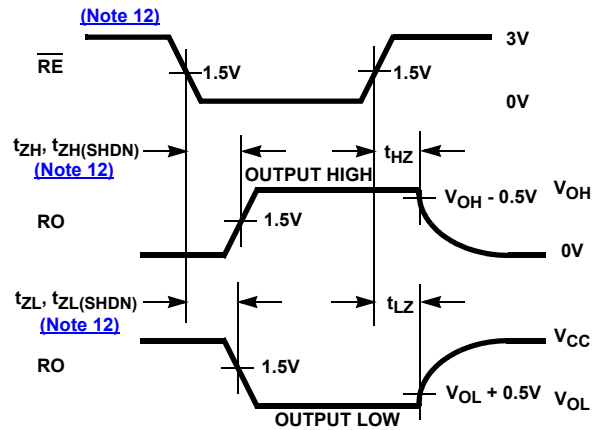 (Note 12)
3V
RE
1.5V
1.5V
0V
tZH, tZH(SHDN)
(Note 12)
tHZ
OUTPUT HIGH
VOH - 0.5V
VOH
RO
1.5V
0V
tZL, tZL(SHDN)
(Note 12)
tLZ
VCC
RO
1.5V
VOL + 0.5V
VOL
OUTPUT LOW